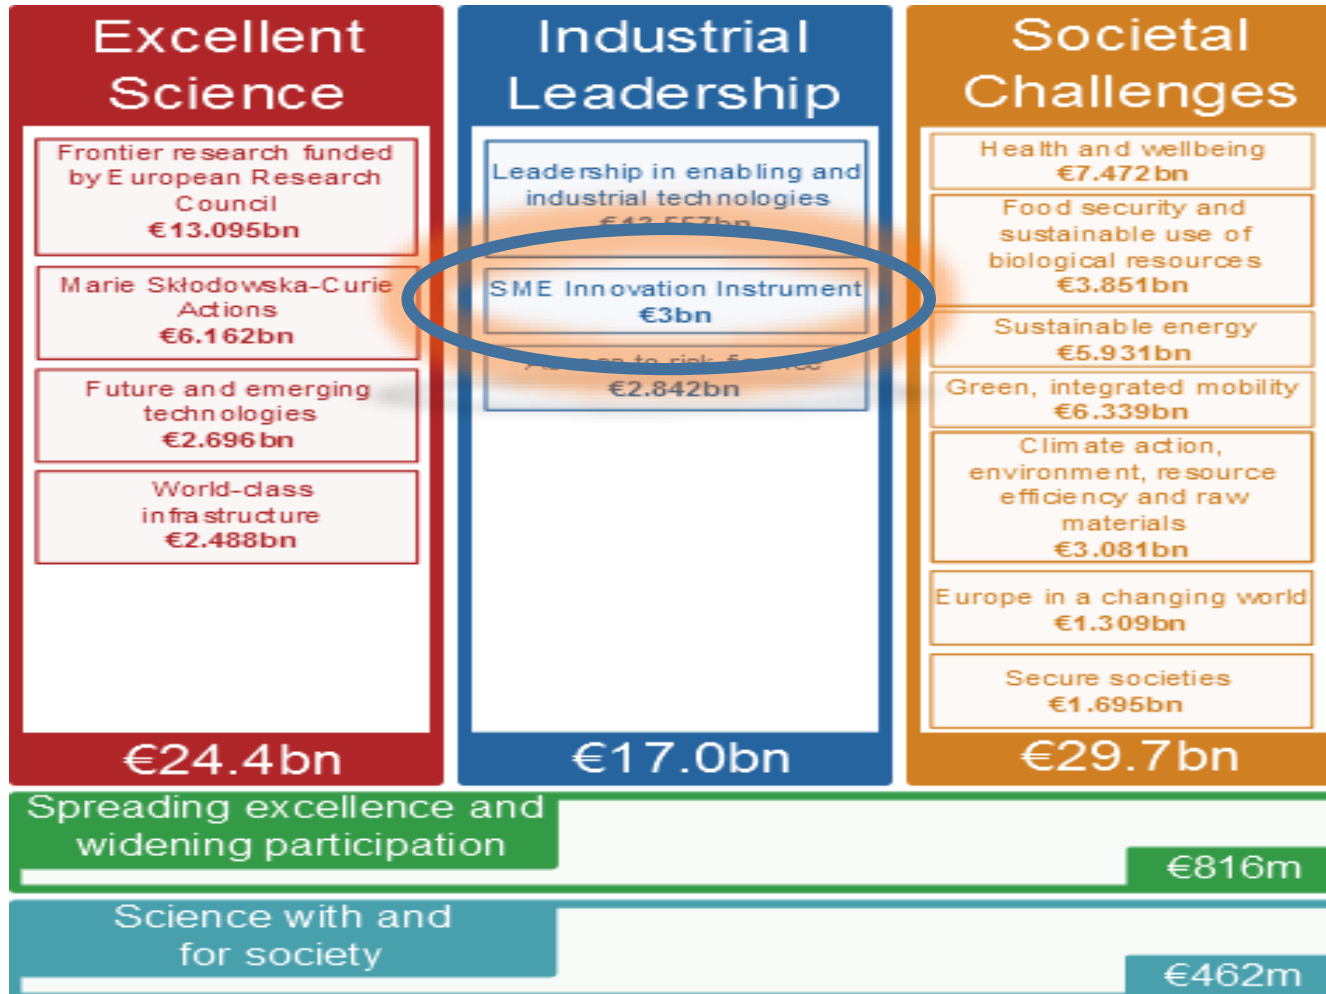 Excellent
Science
Frontier research funded
by European Research
Council
€13.095bn
Marie Skłodowska-Curie
Actions
€6.162bn
Future and emerging
technologies
€2.696bn
World-class
infrastructure
€2.488bn
€24.4bn
Industrial
Leadership
Leadership in enabling and
industrial technologies
€13.557bn
SME Innovation Instrument
€3bn
to risk
€2.842bn
€17.0bn
Societal
Challenges
Health and wellbeing
€7.472bn
Food security and
sustainable use of
biological resources
€3.851bn
Sustainable energy
€5.931bn
Green, integrated mobility
€6.339bn
Climate action,
environment, resource
efficiency and raw
materials
€3.081bn
Europe in a changing world
€1.309bn
Secure societies
€1.695bn
€29.7bn
Spreading excellence and
widening participation
€816m
Science with and
for society
€462m